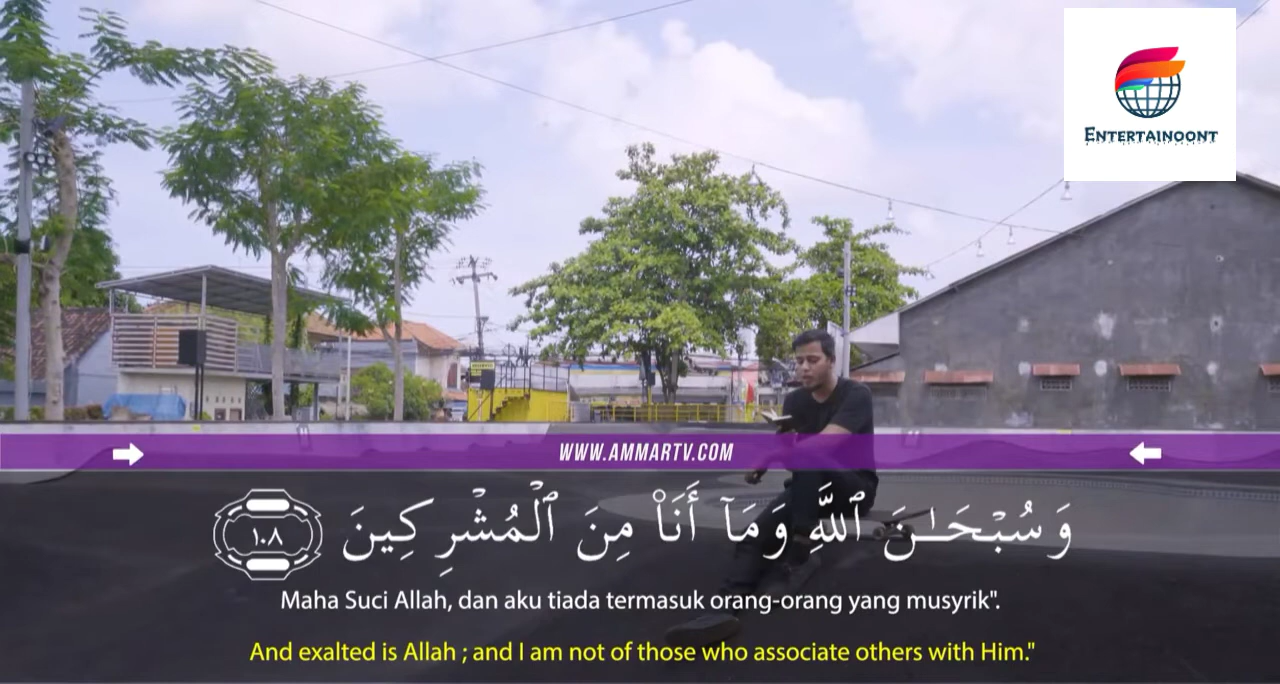 ENTERTAINOONT
WWW.AMMARTV.COM
وَسُبْحَـٰنَ ٱللَّهِ وَمَآ أَنَا۠ مِنَ ٱلْمُشْرِكِينَ ١٠٨
Maha Suci Allah, dan aku tiada termasuk orang-orang yang musyrik".
And exalted is Allah ; and I am not of those who associate others with Him."